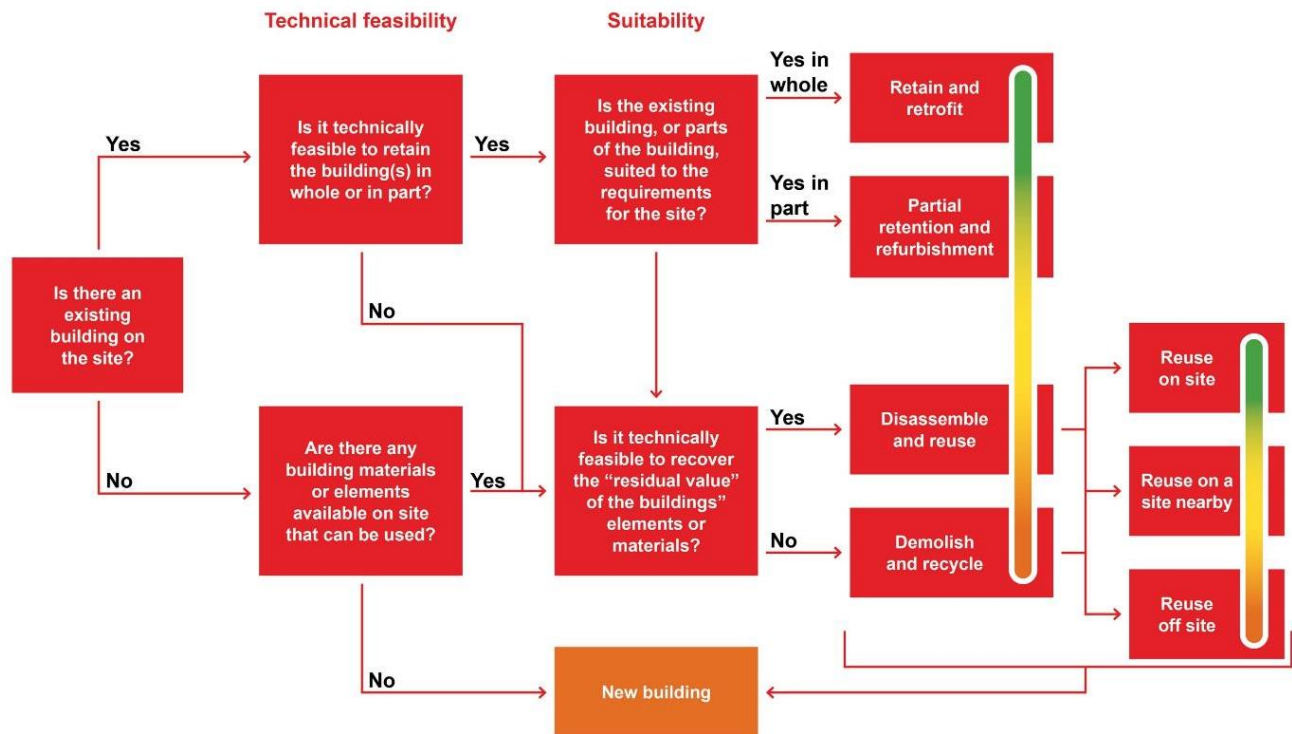 Technical feasibility
Suitability
Is there an
existing
building on
the site?
Yes
No
Is it technically
feasible to retain
the building(s) in
whole or in part?
Yes
No
Is the existing
building, or parts
of the building,
suited to the
requirements
for the site?
Yes in
whole
Yes in
part
Retain and
retrofit
Partial
retention and
refurbishment
Are there any
building materials
or elements
available on site
that can be used?
Yes
No
Is it technically
feasible to recover
the “residual value”
of the buildings”
elements or
materials?
Yes
No
Disassemble
and reuse
Demolish
and recycle
Reuse
on site
Reuse on a
site nearby
Reuse
off site
New building